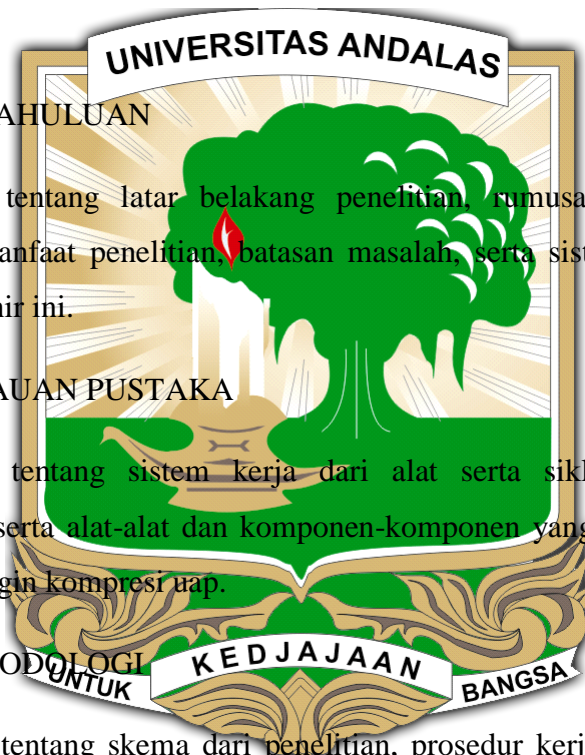 UNIVERSITAS ANDALAS
AHULUAN
tentang latar belakang penelitian, rumusa
anfaat penelitian, batasan masalah, serta sist
ir ini.
AUAN PUSTAKA
tentang sistem kerja dari alat serta sikl
serta alat-alat dan komponen-komponen yang
gin kompresi uap.
ODOLOGI
UNTUK KEDJAJAAN BANGSA
tentang skema dari penelitian, prosedur kerj